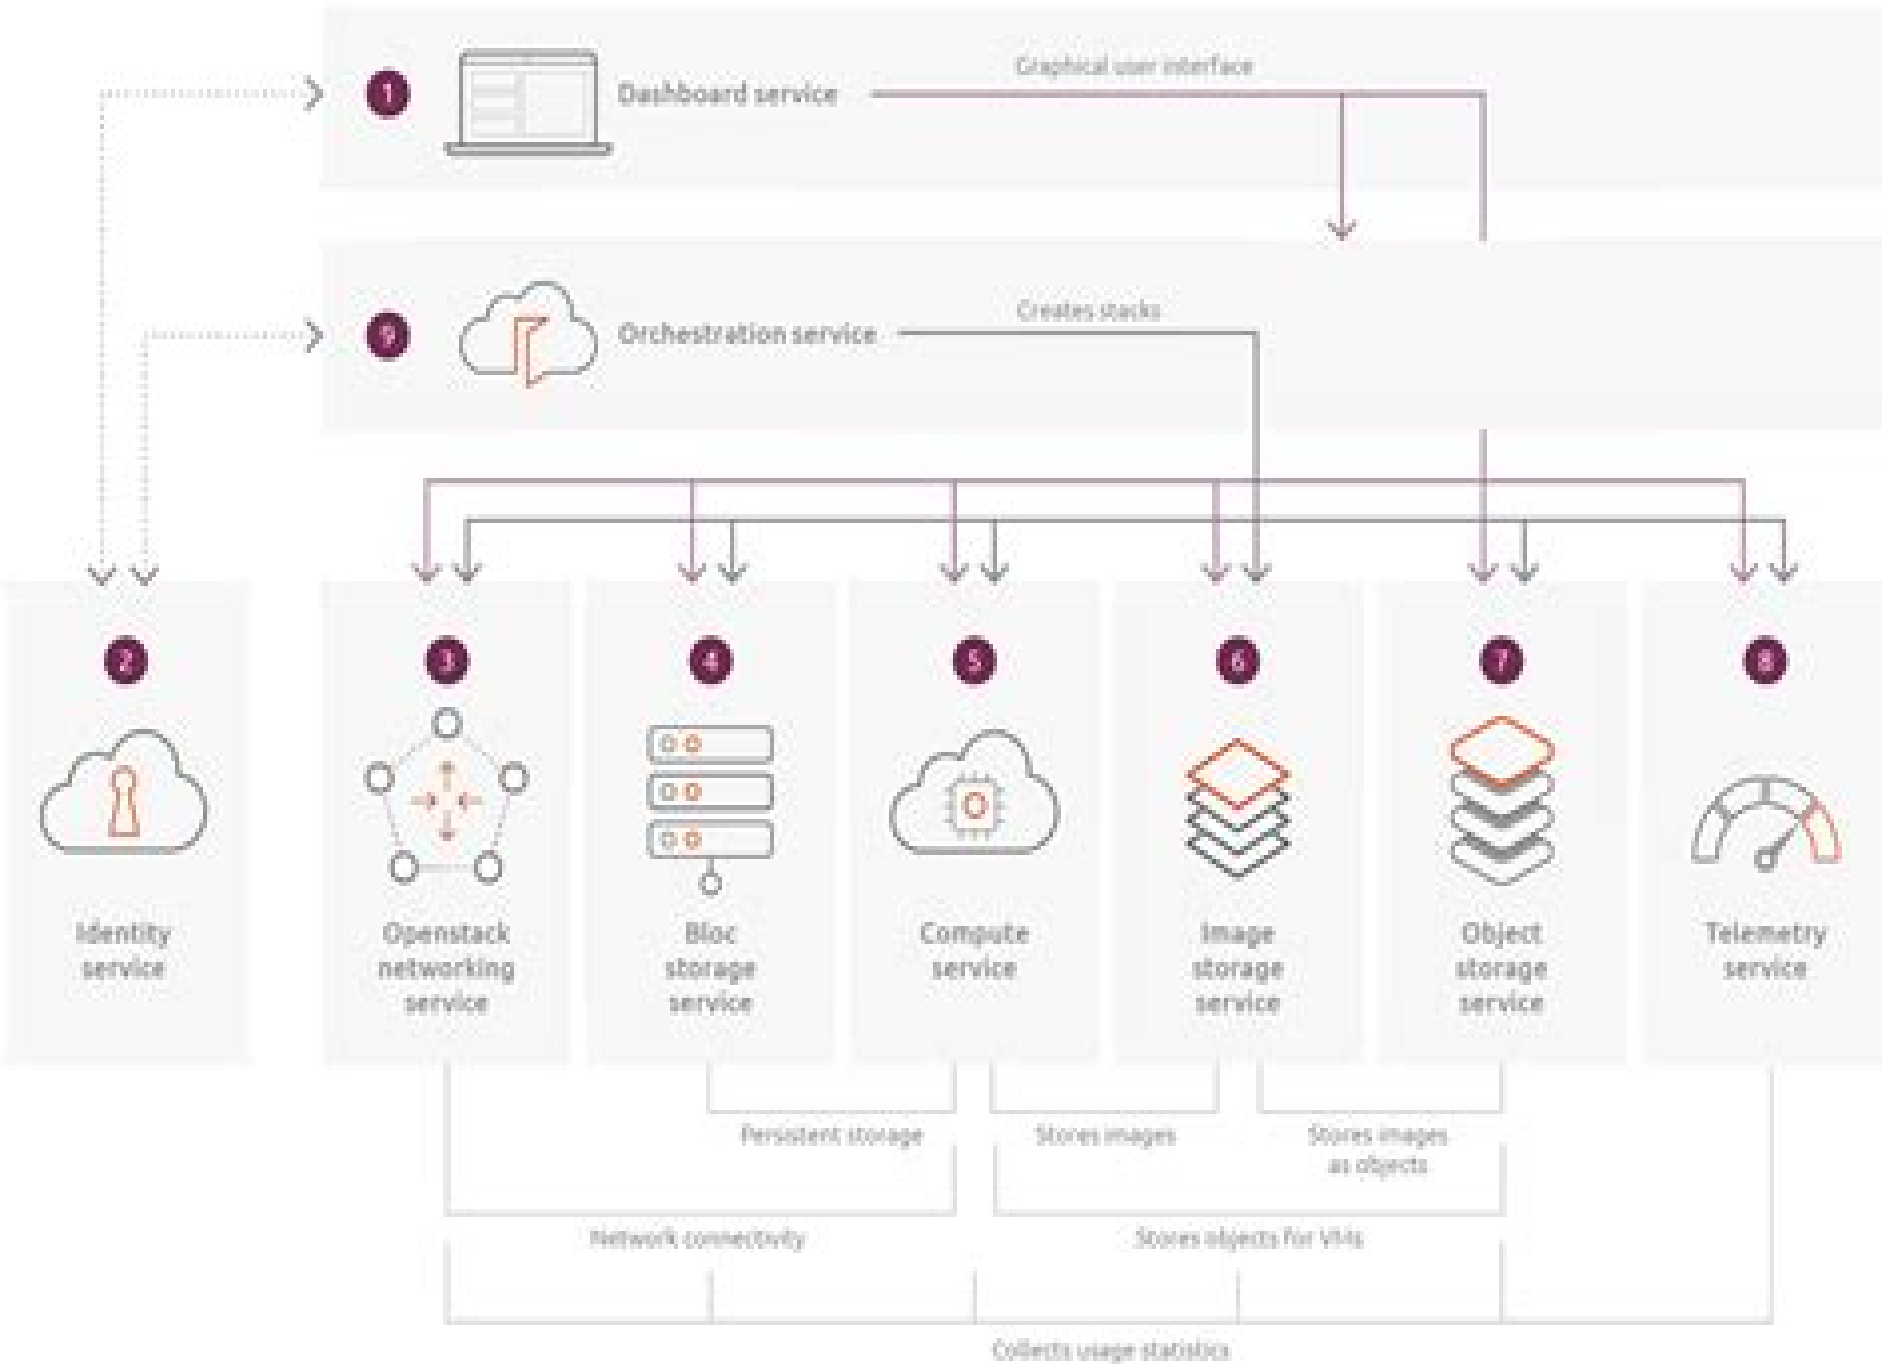 1
Dashboard service
Graphical user interface
9
Orchestration service
Creates stacks
2
3
4
5
6
7
8
Identity
service
Openstack
networking
service
Bloc
storage
service
Compute
service
Image
storage
service
Object
storage
service
Telemetry
service
Persistent storage
Stores images
Stores images
as objects
Network connectivity
Stores objects for VMs
Collects usage statistics